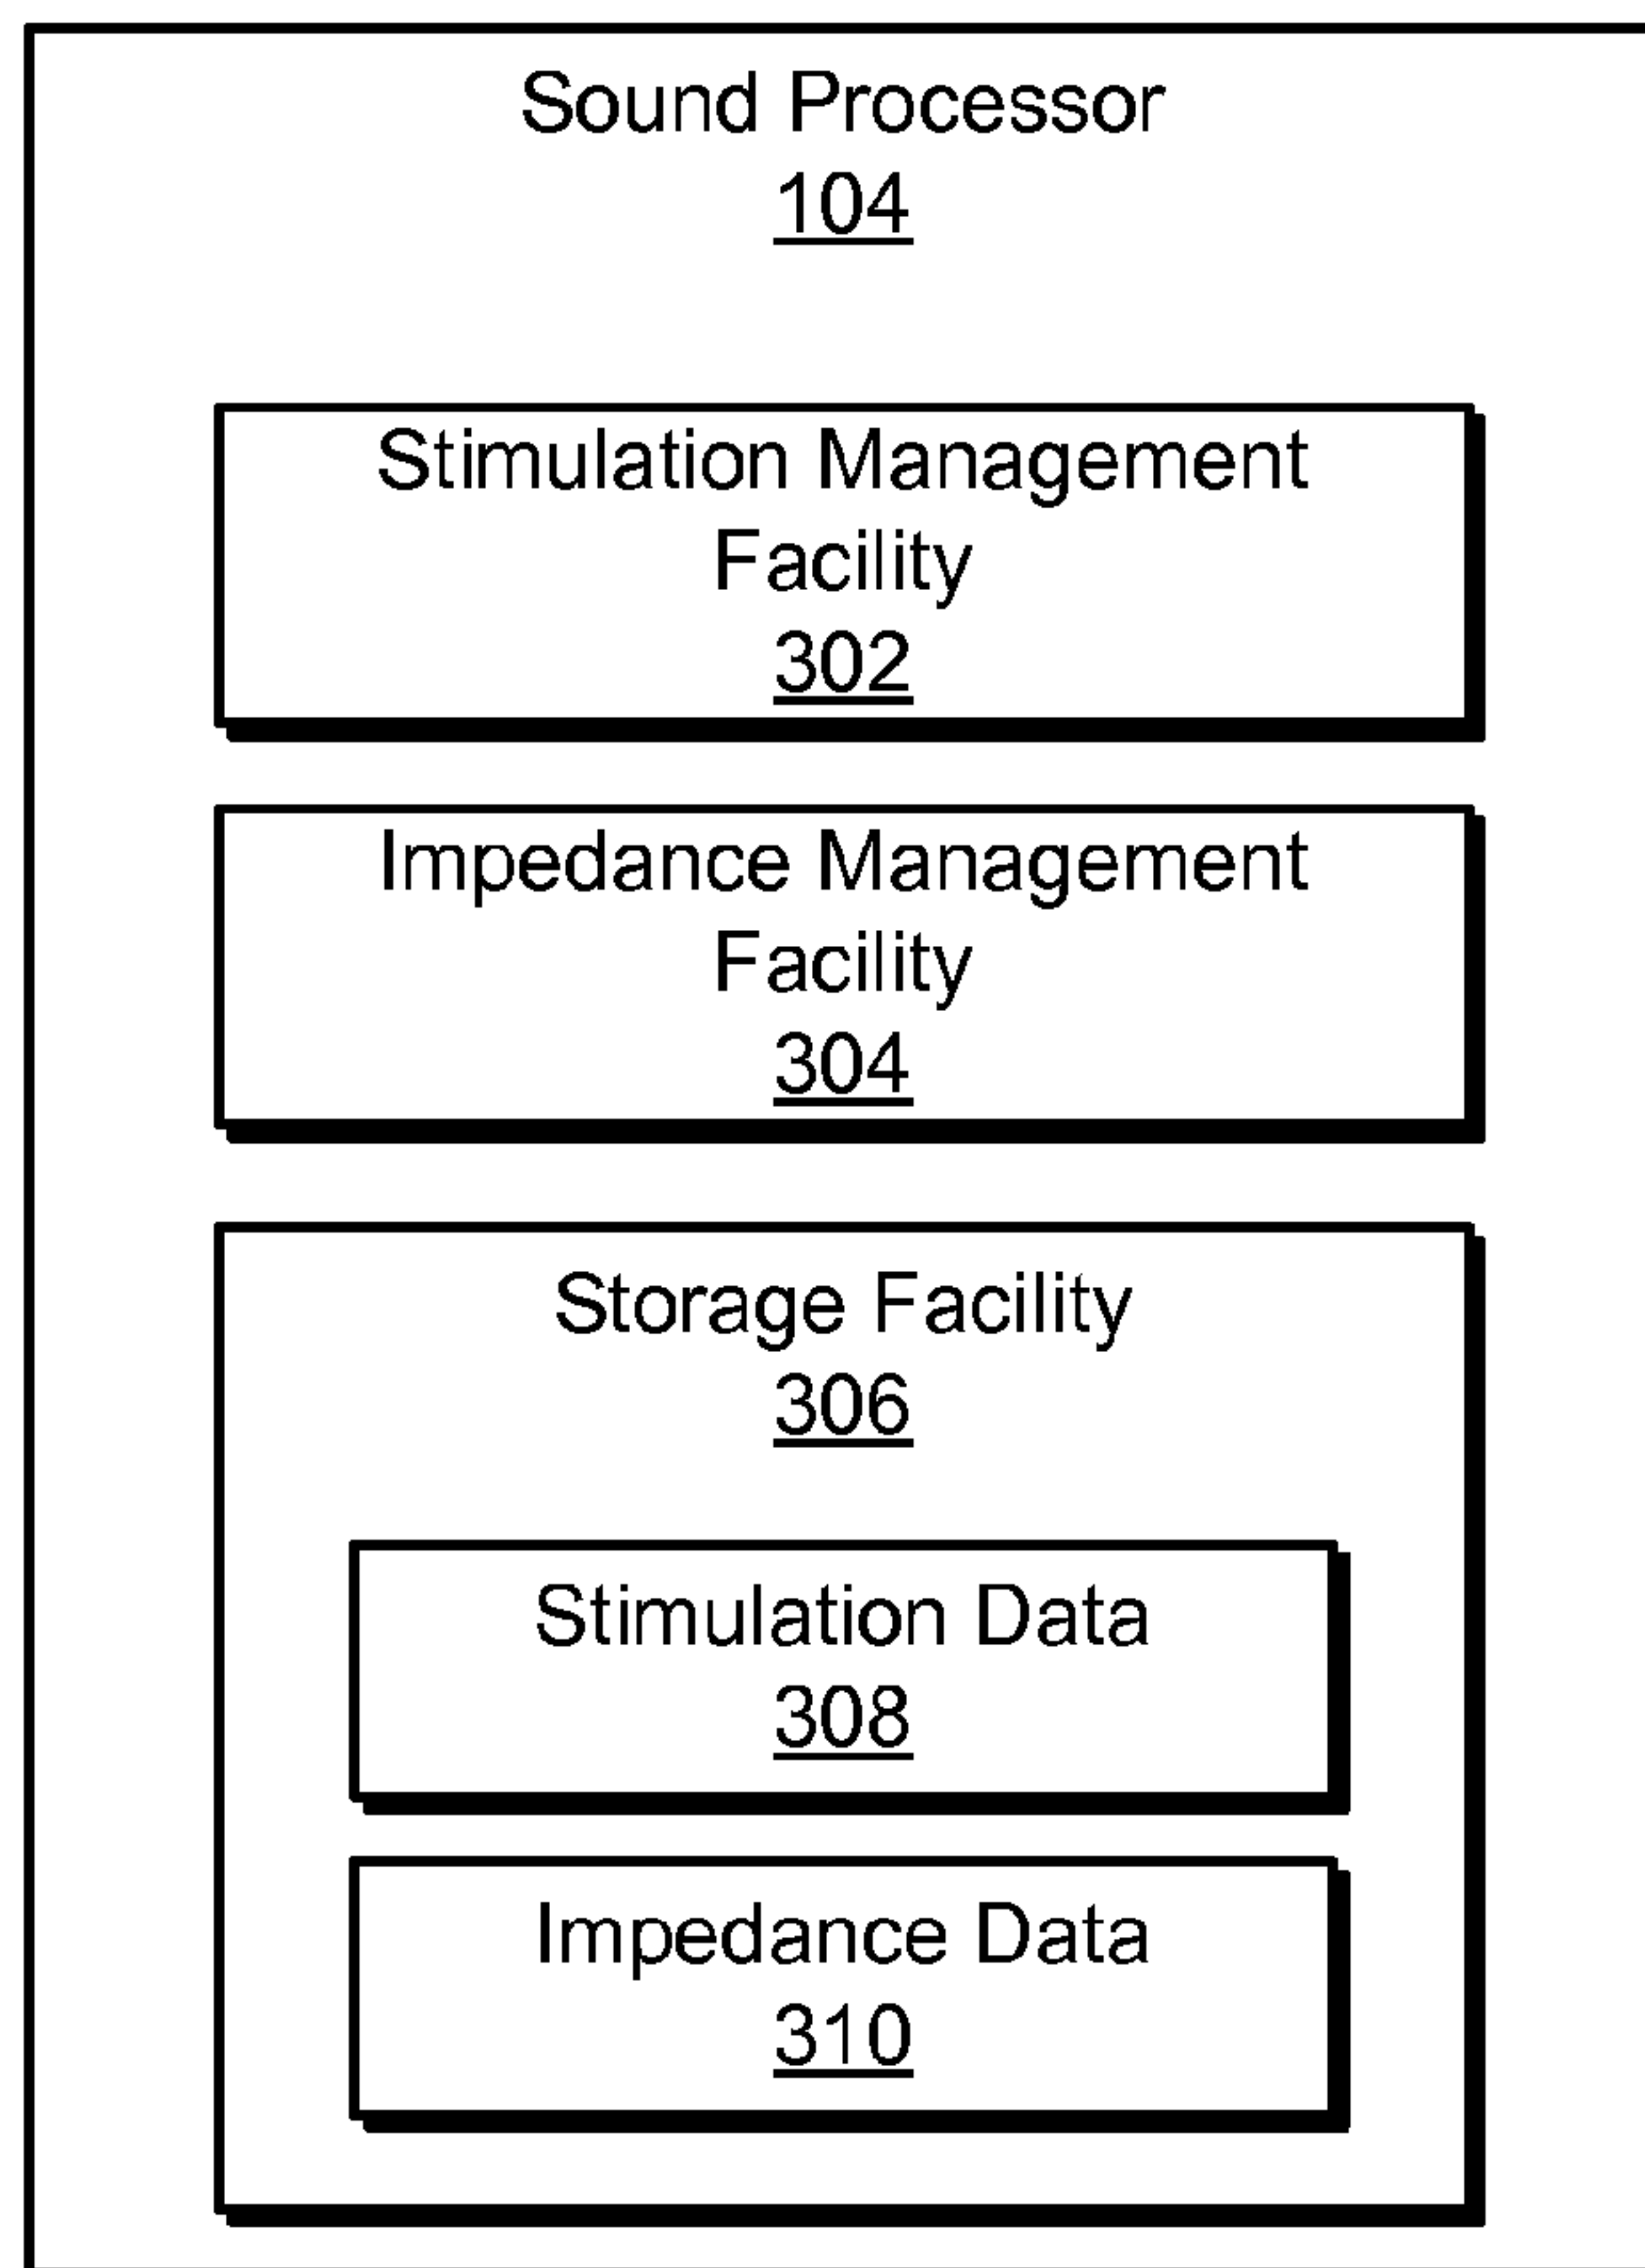 Sound Processor
104
Stimulation Management
Facility
302
Impedance Management
Facility
304
Storage Facility
306
Stimulation Data
308
Impedance Data
310